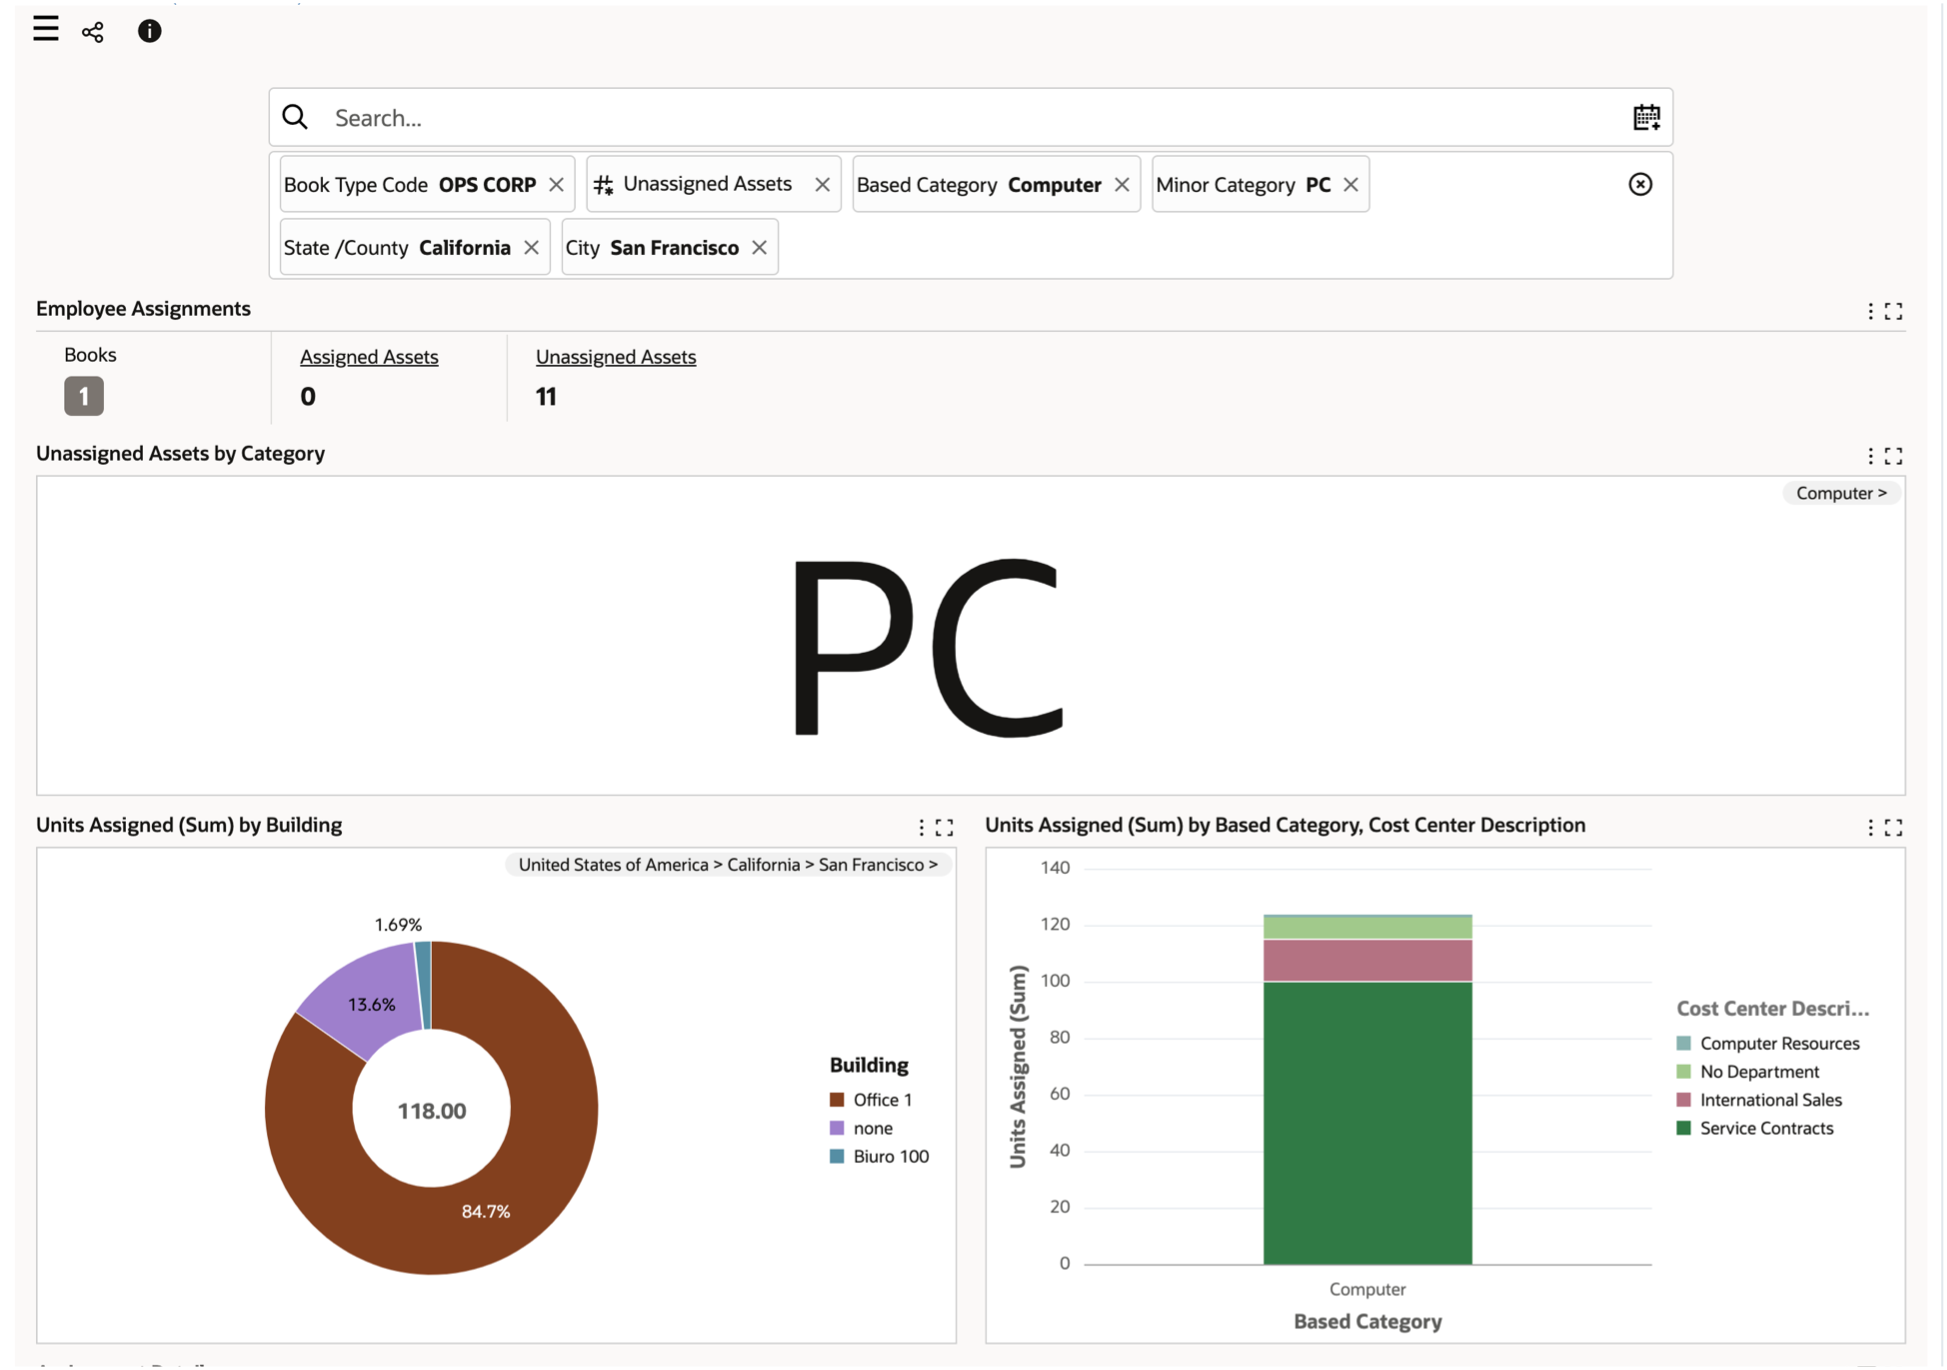 Search...
Book Type Code OPS CORP
Unassigned Assets
Based Category Computer
Minor Category PC
State /County California
City San Francisco
Employee Assignments
Books
1
Assigned Assets
0
Unassigned Assets
11
Unassigned Assets by Category
Computer >
PC
Units Assigned (Sum) by Building
United States of America > California > San Francisco >
1.69%
13.6%
118.00
84.7%
Building
Office 1
none
Biuro 100
Units Assigned (Sum) by Based Category, Cost Center Description
140
120
100
80
60
40
20
0
Units Assigned (Sum)
Computer
Based Category
Cost Center Descri...
Computer Resources
No Department
International Sales
Service Contracts